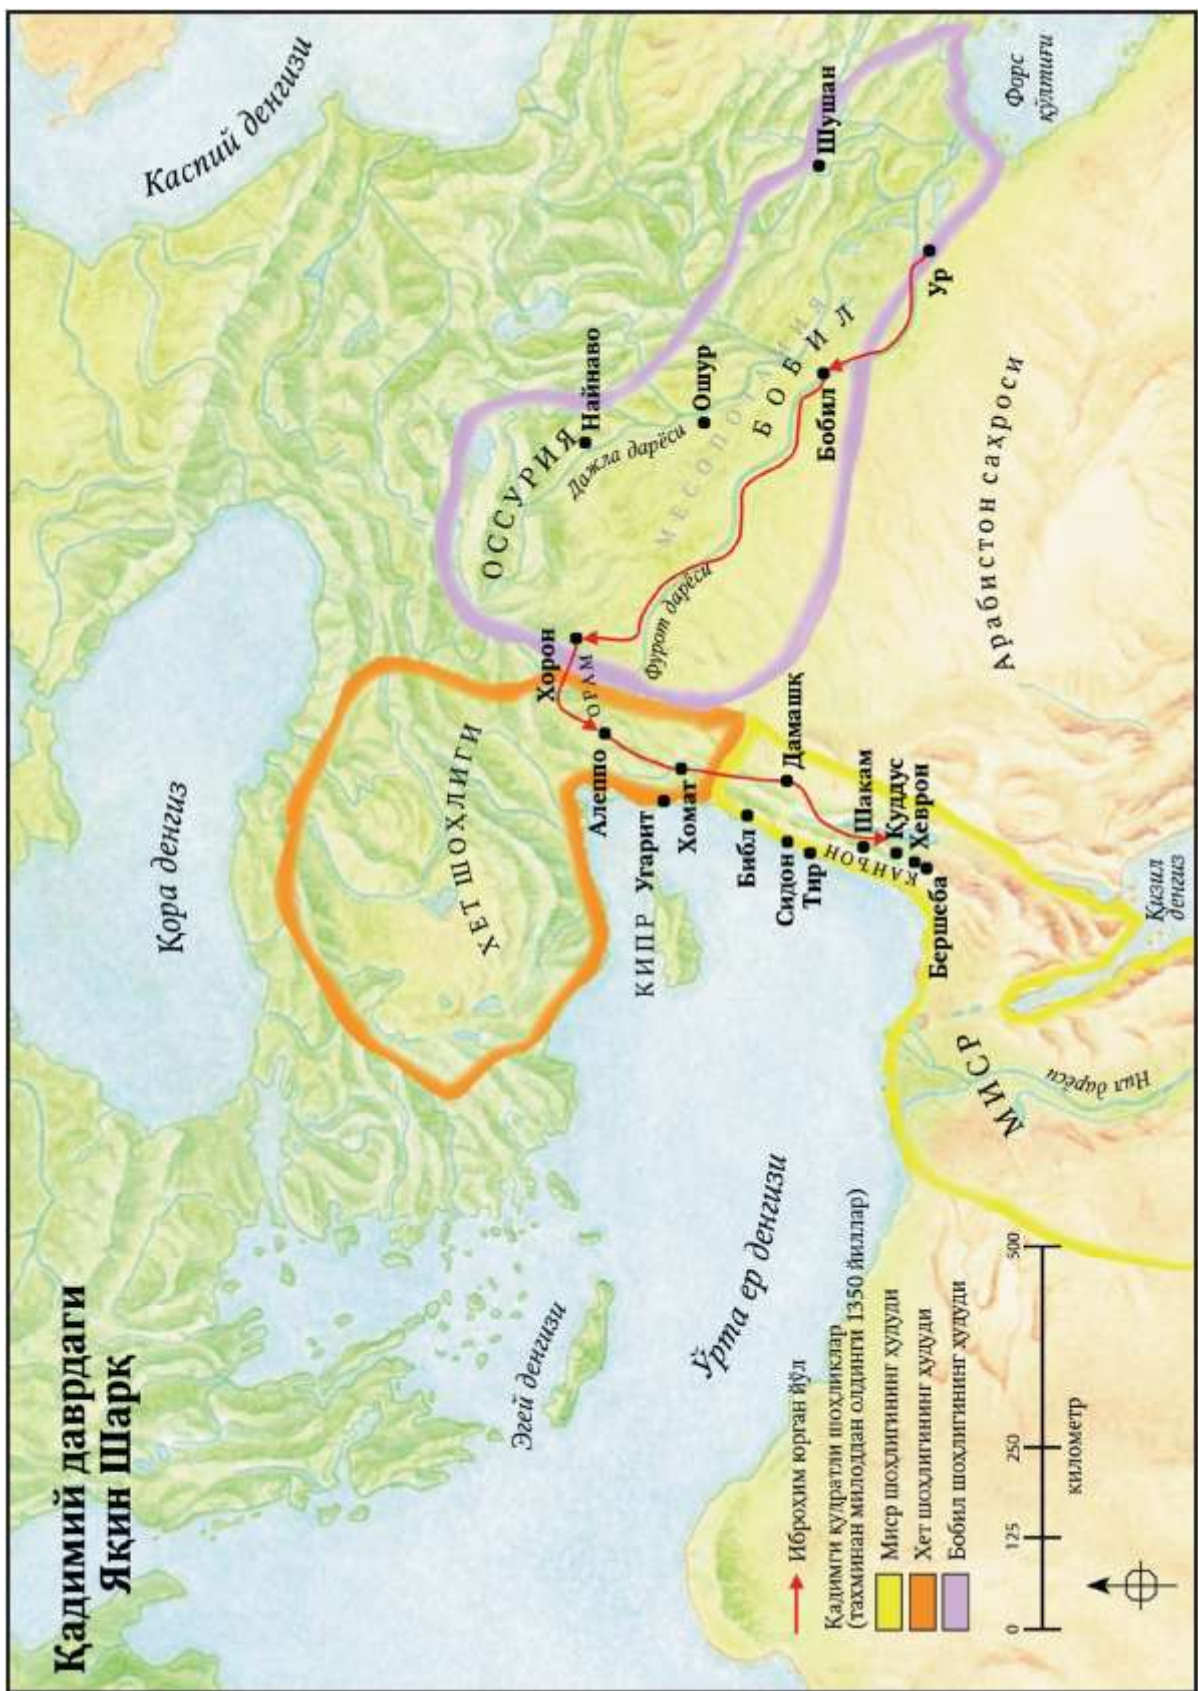 Қадимий даврдаги
Яқин Шарқ
Қора денгиз
Каспий денгизи
Эгей денгизи
Ўрта ер денгизи
ХЕТ ШОҲЛИГИ
КИПР
ОССУРИЯ
Найнаво
Ошур
Дажла дарёси
МЕСОПОТАМИЯ
БОБИЛ
Бобил
Шушан
Ур
Форс
қўлтиғи
Фурот дарёси
Хорон
ОРАМ
Алеппо
Угарит
Хомат
Библ
Дамашқ
Сидон
Тир
КАНЪОН
Шакам
Қуддус
Хеврон
Бершеба
Арабистон сахроси
МИСР
Нил дарёси
Қизил
денгиз
Иброҳим юрган йўл
Қадимги қудратли шоҳликлар
(тахминан милоддан олдинги 1350 йиллар)
Миср шоҳлигининг ҳудуди
Хет шоҳлигининг ҳудуди
Бобил шоҳлигининг ҳудуди
0 125 250 500
километр